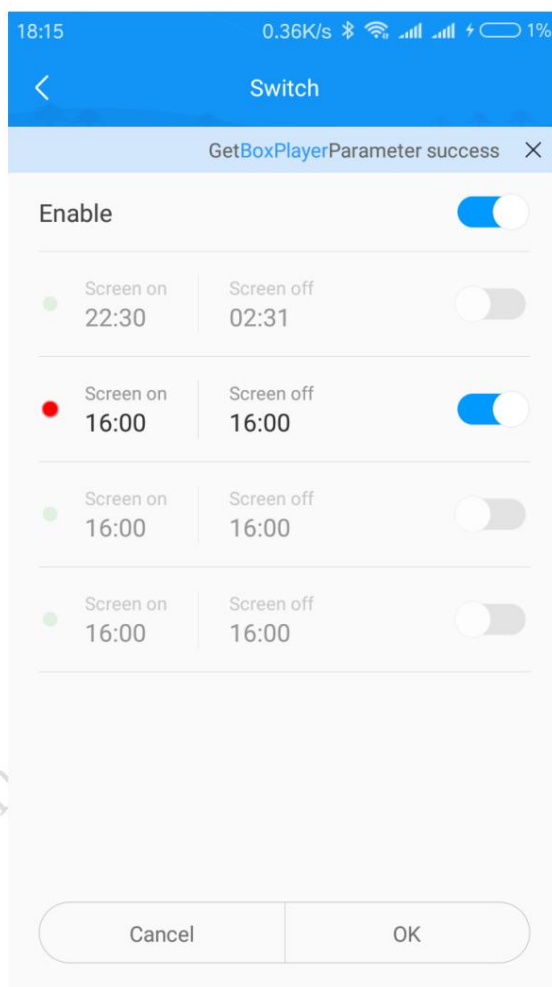 18:15 0.36K/s 1%
Switch
GetBoxPlayerParameter success
Enable
Screen on Screen off
22:30 02:31
Screen on Screen off
16:00 16:00
Screen on Screen off
16:00 16:00
Screen on Screen off
16:00 16:00
Cancel OK